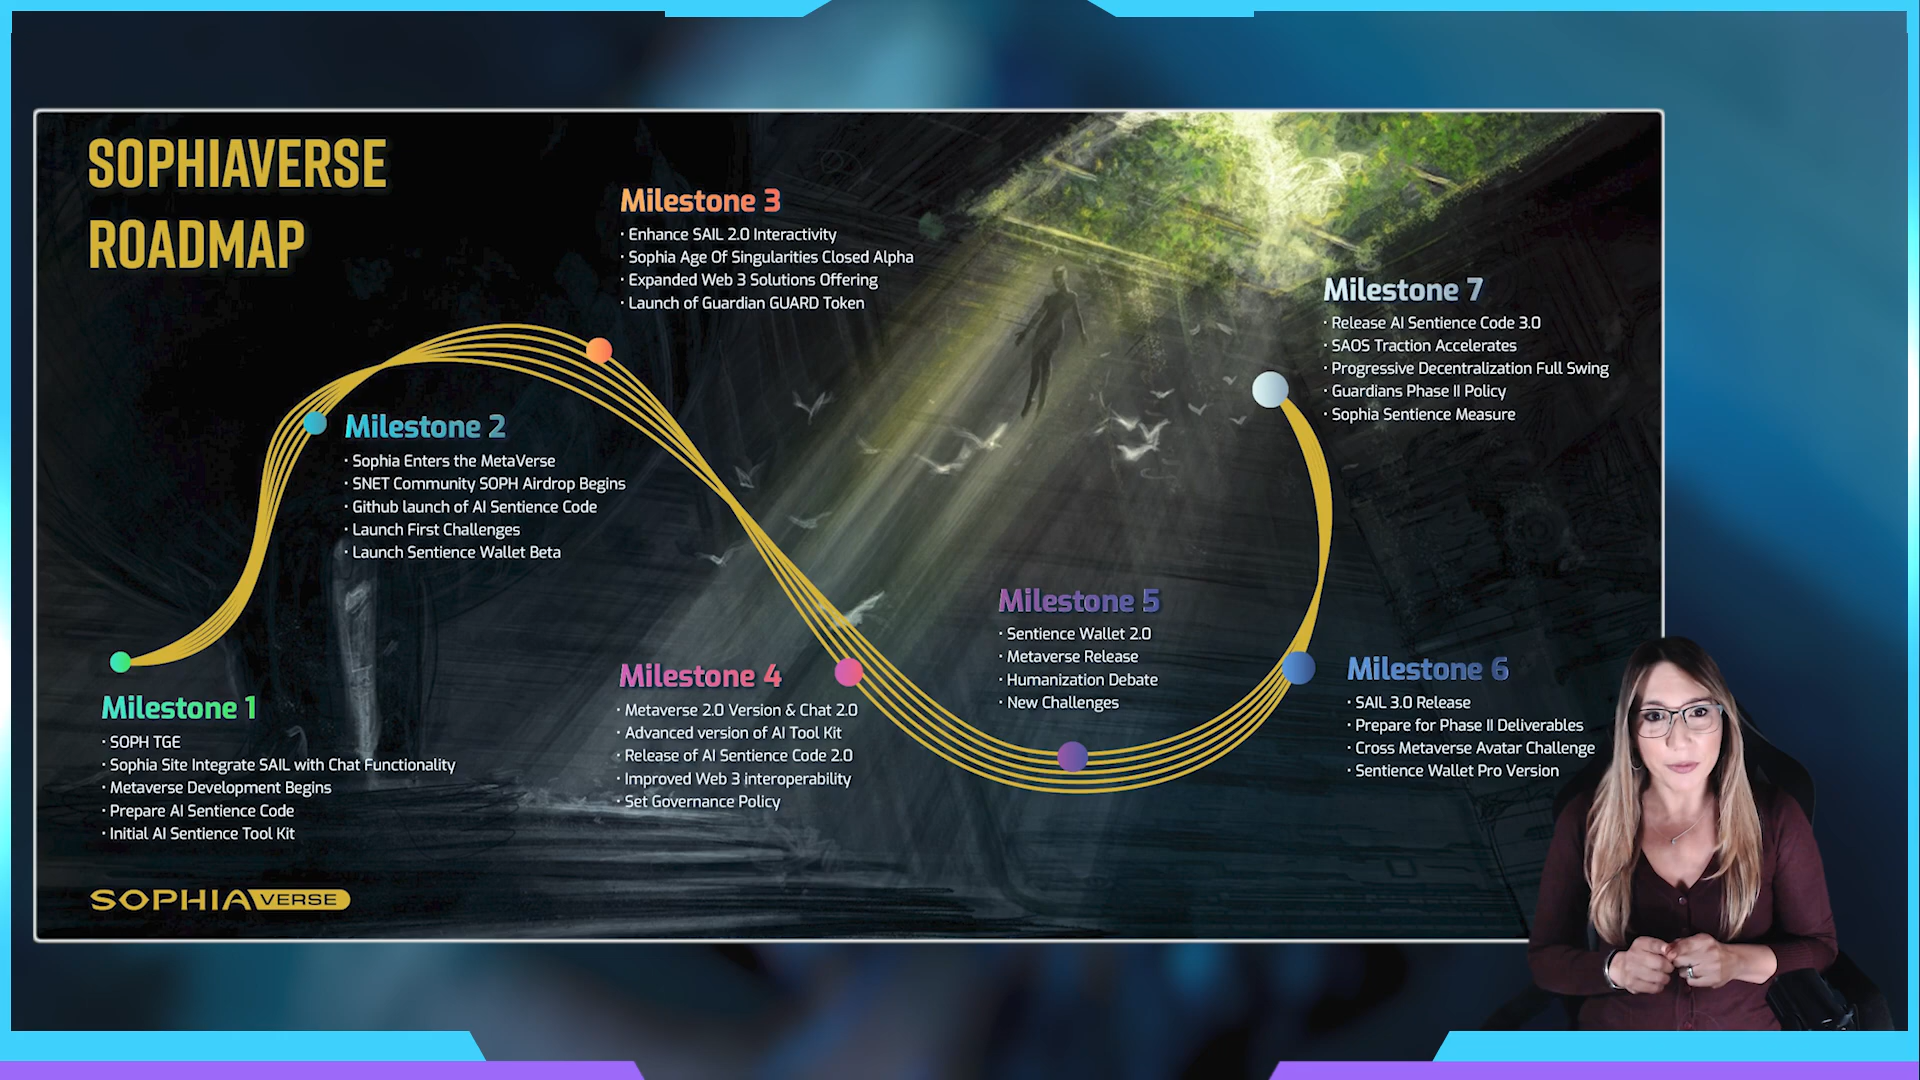 SOPHIAVERSE
ROADMAP
Milestone 1
· SOPH TGE
· Sophia Site Integrate SAIL with Chat Functionality
· Metaverse Development Begins
· Prepare AI Sentience Code
· Initial AI Sentience Tool Kit
Milestone 2
· Sophia Enters the MetaVerse
· SNET Community SOPH Airdrop Begins
· Github launch of AI Sentience Code
· Launch First Challenges
· Launch Sentience Wallet Beta
Milestone 3
· Enhance SAIL 2.0 Interactivity
· Sophia Age Of Singularities Closed Alpha
· Expanded Web 3 Solutions Offering
· Launch of Guardian GUARD Token
Milestone 4
· Metaverse 2.0 Version & Chat 2.0
· Advanced version of AI Tool Kit
· Release of AI Sentience Code 2.0
· Improved Web 3 interoperability
· Set Governance Policy
Milestone 5
· Sentience Wallet 2.0
· Metaverse Release
· Humanization Debate
· New Challenges
Milestone 6
· SAIL 3.0 Release
· Prepare for Phase II Deliverables
· Cross Metaverse Avatar Challenge
· Sentience Wallet Pro Version
Milestone 7
· Release AI Sentience Code 3.0
· SAOS Traction Accelerates
· Progressive Decentralization Full Swing
· Guardians Phase II Policy
· Sophia Sentience Measure
SOPHIA VERSE